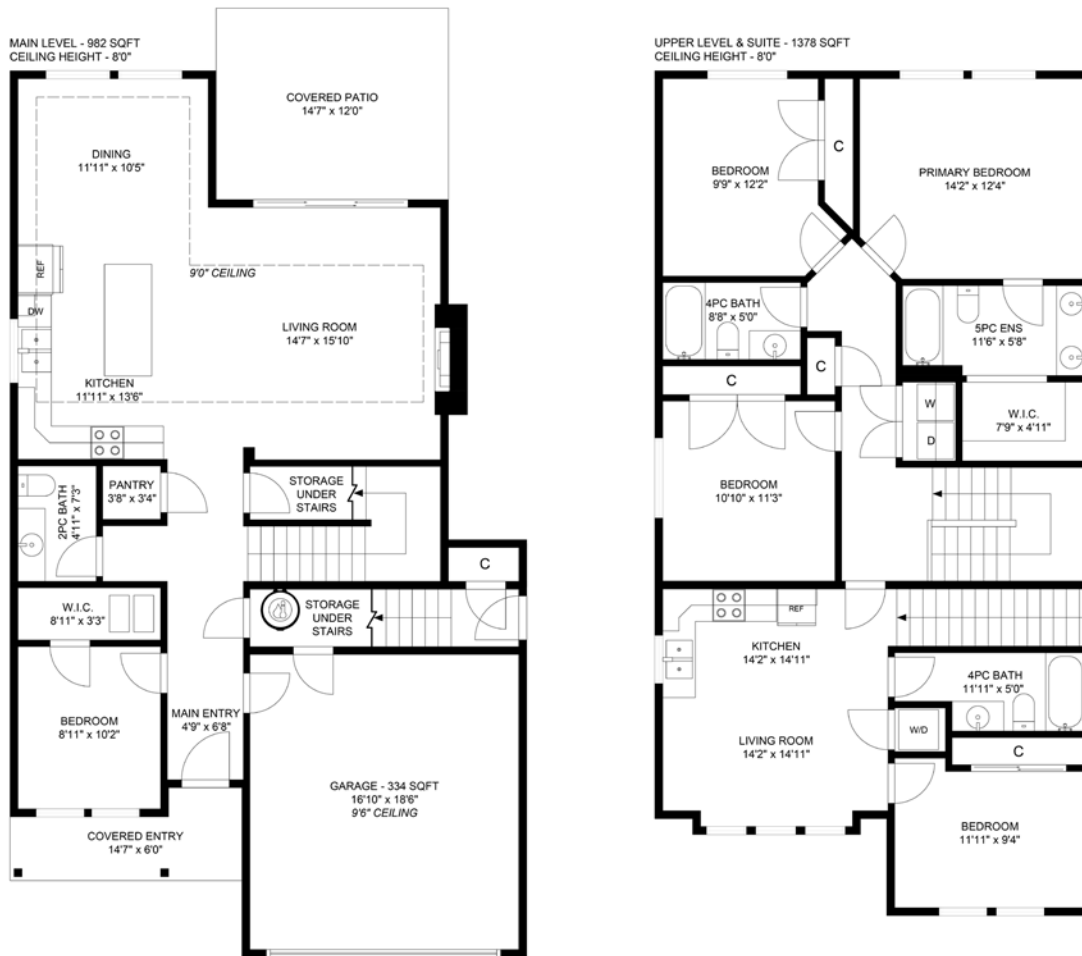 MAIN LEVEL - 982 SQFT
CEILING HEIGHT - 8'0"
COVERED PATIO
14'7" x 12'0"
DINING
11'11" x 10'5"
REF
9'0" CEILING
DW
LIVING ROOM
14'7" x 15'10"
KITCHEN
11'11" x 13'6"
2PC BATH
4'11" x 7'3"
PANTRY
3'8" x 3'4"
STORAGE
UNDER
STAIRS
C
W.I.C.
8'11" x 3'3"
STORAGE
UNDER
STAIRS
BEDROOM
8'11" x 10'2"
MAIN ENTRY
4'9" x 6'8"
GARAGE - 334 SQFT
16'10" x 18'6"
9'6" CEILING
COVERED ENTRY
14'7" x 6'0"
UPPER LEVEL & SUITE - 1378 SQFT
CEILING HEIGHT - 8'0"
BEDROOM
9'9" x 12'2"
C
PRIMARY BEDROOM
14'2" x 12'4"
4PC BATH
8'8" x 5'0"
5PC ENS
11'6" x 5'8"
C
C
W
D
W.I.C.
7'9" x 4'11"
BEDROOM
10'10" x 11'3"
REF
KITCHEN
14'2" x 14'11"
4PC BATH
11'11" x 5'0"
W/D
LIVING ROOM
14'2" x 14'11"
C
BEDROOM
11'11" x 9'4"